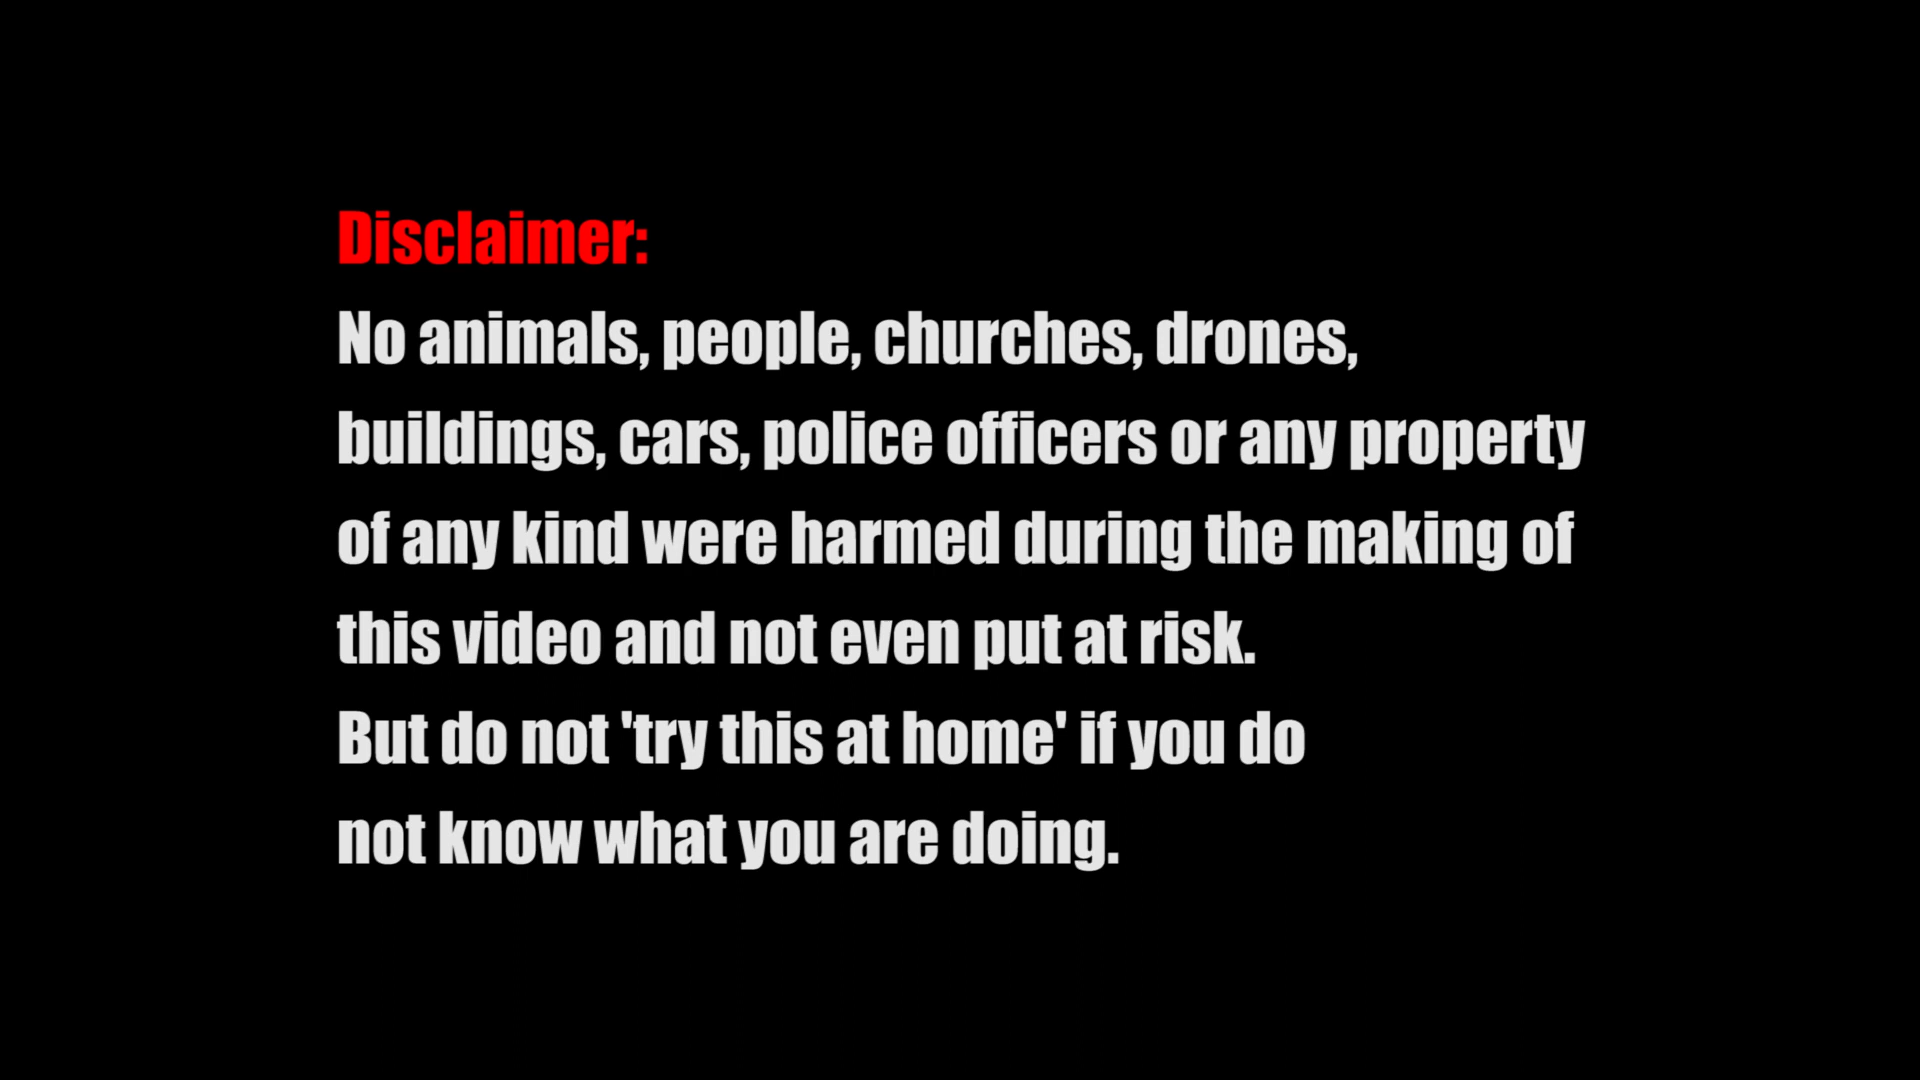 Disclaimer:
No animals, people, churches, drones,
buildings, cars, police officers or any property
of any kind were harmed during the making of
this video and not even put at risk.
But do not 'try this at home' if you do
not know what you are doing.